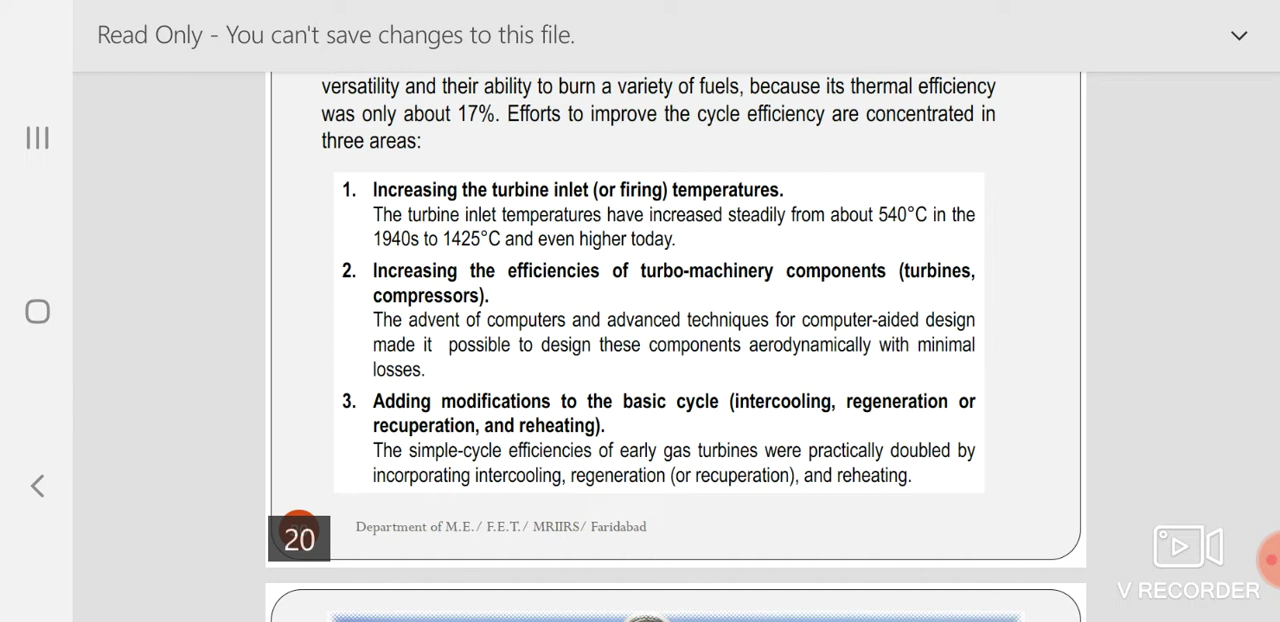 Read Only - You can't save changes to this file.
versatility and their ability to burn a variety of fuels, because its thermal efficiency
was only about 17%. Efforts to improve the cycle efficiency are concentrated in
three areas:
1. Increasing the turbine inlet (or firing) temperatures.
The turbine inlet temperatures have increased steadily from about 540°C in the
1940s to 1425°C and even higher today.
2. Increasing the efficiencies of turbo-machinery components (turbines,
compressors).
The advent of computers and advanced techniques for computer-aided design
made it possible to design these components aerodynamically with minimal
losses.
3. Adding modifications to the basic cycle (intercooling, regeneration or
recuperation, and reheating).
The simple-cycle efficiencies of early gas turbines were practically doubled by
incorporating intercooling, regeneration (or recuperation), and reheating.
20
Department of M.E./ F.E.T./ MRIIRS/ Faridabad
V RECORDER